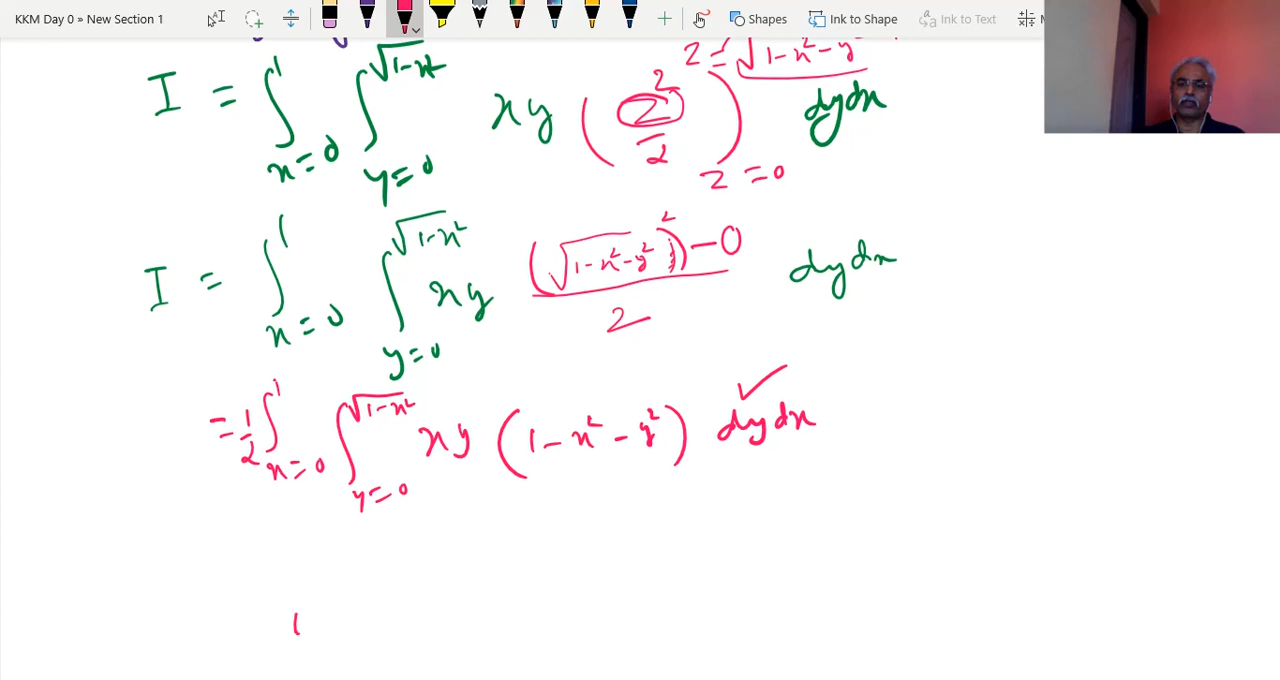 KKM Day 0 » New Section 1
Shapes
Ink to Shape
Ink to Text
I = ∫_{x=0}^{1} ∫_{y=0}^{√1-x²} xy (z²/2)_{z=0}^{z=√1-x²-y²} dy dx
I = ∫_{x=0}^{1} ∫_{y=0}^{√1-x²} xy ((√1-x²-y²)² - 0)/2 dy dx
= 1/2 ∫_{x=0}^{1} ∫_{y=0}^{√1-x²} xy (1-x²-y²) dy dx ✓